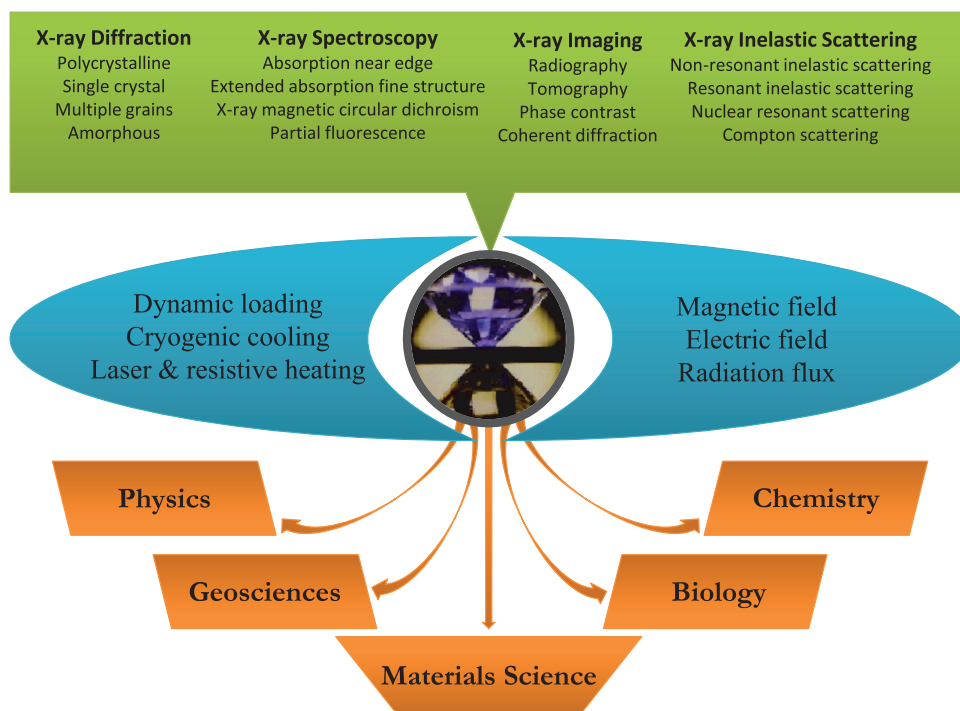 X-ray Diffraction
Polycrystalline
Single crystal
Multiple grains
Amorphous
X-ray Spectroscopy
Absorption near edge
Extended absorption fine structure
X-ray magnetic circular dichroism
Partial fluorescence
X-ray Imaging
Radiography
Tomography
Phase contrast
Coherent diffraction
X-ray Inelastic Scattering
Non-resonant inelastic scattering
Resonant inelastic scattering
Nuclear resonant scattering
Compton scattering
Dynamic loading
Cryogenic cooling
Laser & resistive heating
Magnetic field
Electric field
Radiation flux
Physics
Chemistry
Geosciences
Biology
Materials Science